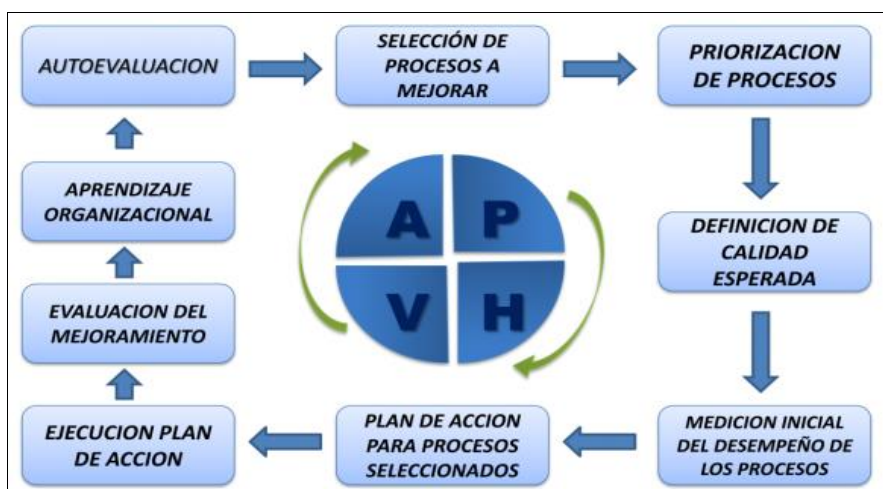 AUTOEVALUACION
SELECCIÓN DE
PROCESOS A
MEJORAR
PRIORIZACION
DE PROCESOS
DEFINICION DE
CALIDAD
ESPERADA
MEDICION INICIAL
DEL DESEMPEÑO DE
LOS PROCESOS
PLAN DE ACCION
PARA PROCESOS
SELECCIONADOS
EJECUCION PLAN
DE ACCION
EVALUACION DEL
MEJORAMIENTO
APRENDIZAJE
ORGANIZACIONAL
A P
V H